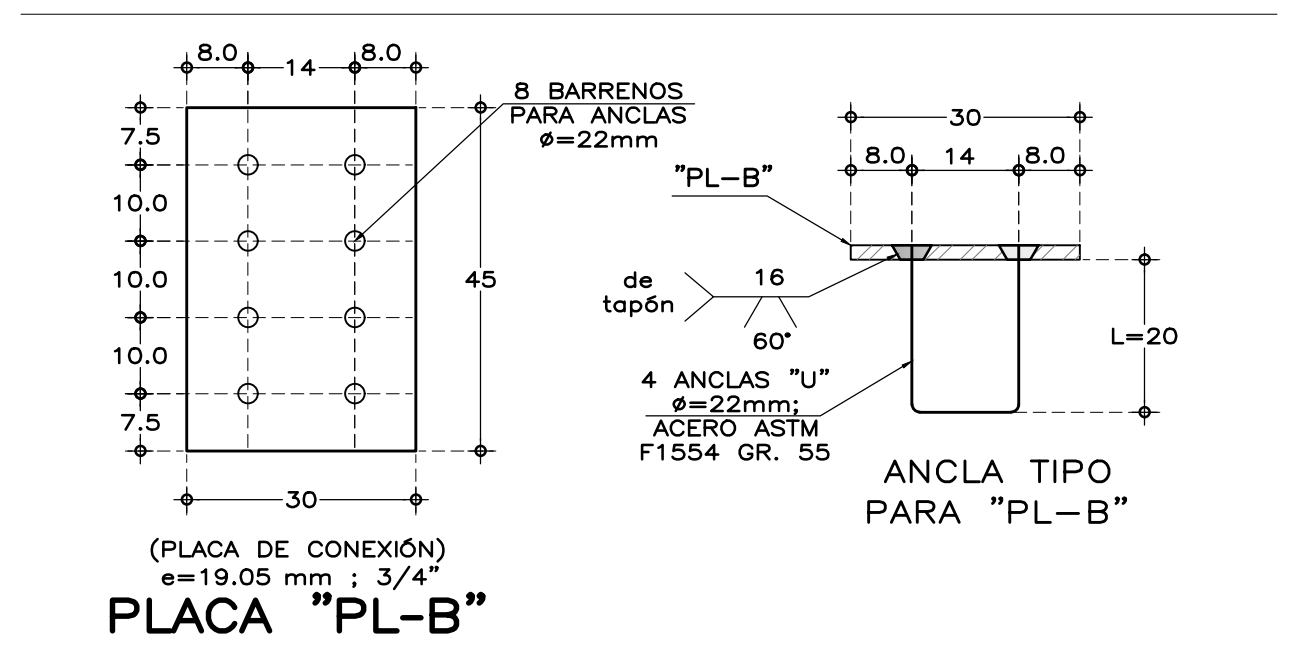 8.0
14
8.0
8 BARRENOS
PARA ANCLAS
ø=22mm
7.5
10.0
10.0
10.0
7.5
45
30
(PLACA DE CONEXIÓN)
e=19.05 mm ; 3/4”
PLACA ”PL-B”
30
8.0
14
8.0
”PL-B”
de
tapón
16
60°
L=20
4 ANCLAS ”U”
ø=22mm;
ACERO ASTM
F1554 GR. 55
ANCLA TIPO
PARA ”PL-B”